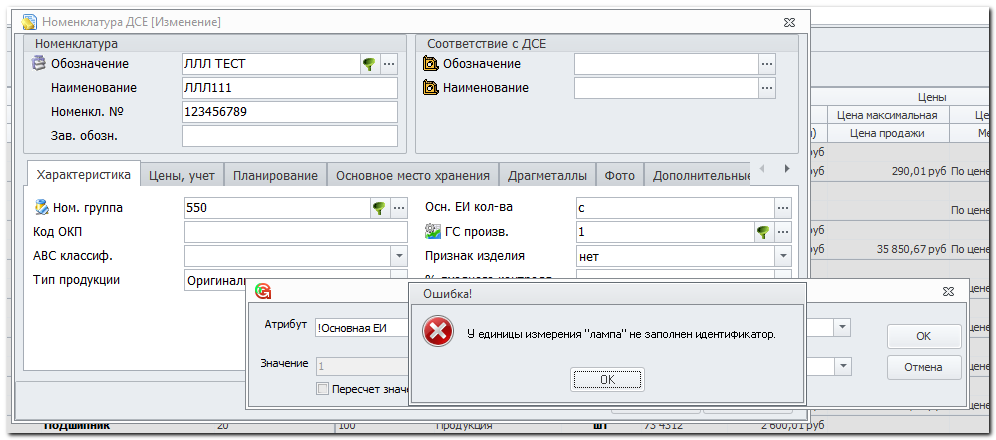 Номенклатура ДСЕ [Изменение]
Номенклатура
Соответствие с ДСЕ
Обозначение ЛЛЛ ТЕСТ
Обозначение
Наименование ЛЛЛ111
Наименование
Номенкл. № 123456789
Зав. обозн.
Цены
Цена максимальная
Цена продажи
руб
290,01 руб По цене
По цене
руб
руб 35 850,67 руб По цене
Характеристика Цены, учет Планирование Основное место хранения Драгметаллы Фото Дополнительные
Ном. группа 550
Осн. ЕИ кол-ва с
Код ОКП
ГС произв. 1
АВС классиф.
Признак изделия нет
Тип продукции
Ошибка!
Атрибут !Основная ЕИ
У единицы измерения "лампа" не заполнен идентификатор.
OK
Значение 1
Отмена
Пересчет знач
OK
Подшипник 20 100 Продукция шт 73 4312 2 600,01 руб